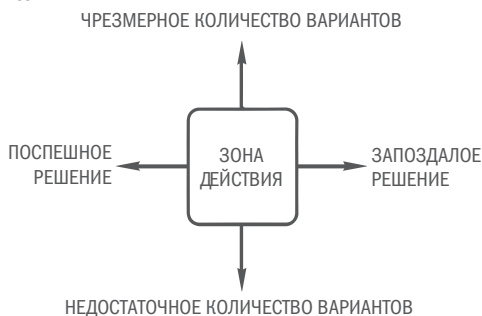 ЧРЕЗМЕРНОЕ КОЛИЧЕСТВО ВАРИАНТОВ
ПОСПЕШНОЕ
РЕШЕНИЕ
ЗОНА
ДЕЙСТВИЯ
ЗАПОЗДАЛОЕ
РЕШЕНИЕ
НЕДОСТАТОЧНОЕ КОЛИЧЕСТВО ВАРИАНТОВ